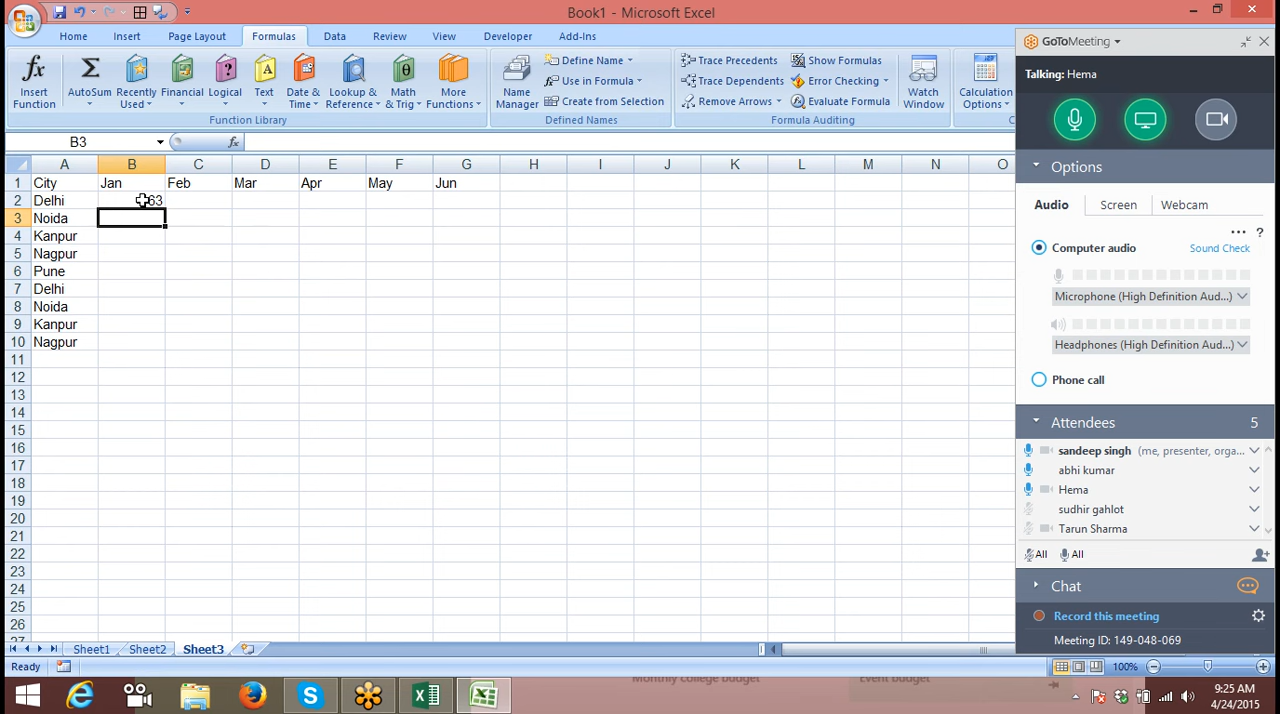 Book1 - Microsoft Excel
Home Insert Page Layout Formulas Data Review View Developer Add-Ins
fx Σ ? A θ
Insert Function AutoSum Recently Used Financial Logical Text Date & Time Lookup & Reference Math & Trig More Functions
Function Library
Name Manager
Define Name
Use in Formula
Create from Selection
Defined Names
Trace Precedents Show Formulas
Trace Dependents Error Checking
Remove Arrows Evaluate Formula
Formula Auditing
Watch Window
Calculation Options
B3 fx
A B C D E F G H I J K L M N O
1 City Jan Feb Mar Apr May Jun
2 Delhi 63
3 Noida
4 Kanpur
5 Nagpur
6 Pune
7 Delhi
8 Noida
9 Kanpur
10 Nagpur
11
12
13
14
15
16
17
18
19
20
21
22
23
24
25
26
27
Sheet1 Sheet2 Sheet3
Ready 100%
GoToMeeting
Talking: Hema
Options
Audio Screen Webcam
... ?
Computer audio Sound Check
Microphone (High Definition Aud...)
Headphones (High Definition Aud...)
Phone call
Attendees 5
sandeep singh (me, presenter, orga...
abhi kumar
Hema
sudhir gahlot
Tarun Sharma
All All
Chat
Record this meeting
Meeting ID: 149-048-069
Monthly college budget Event budget
9:25 AM
4/24/2015